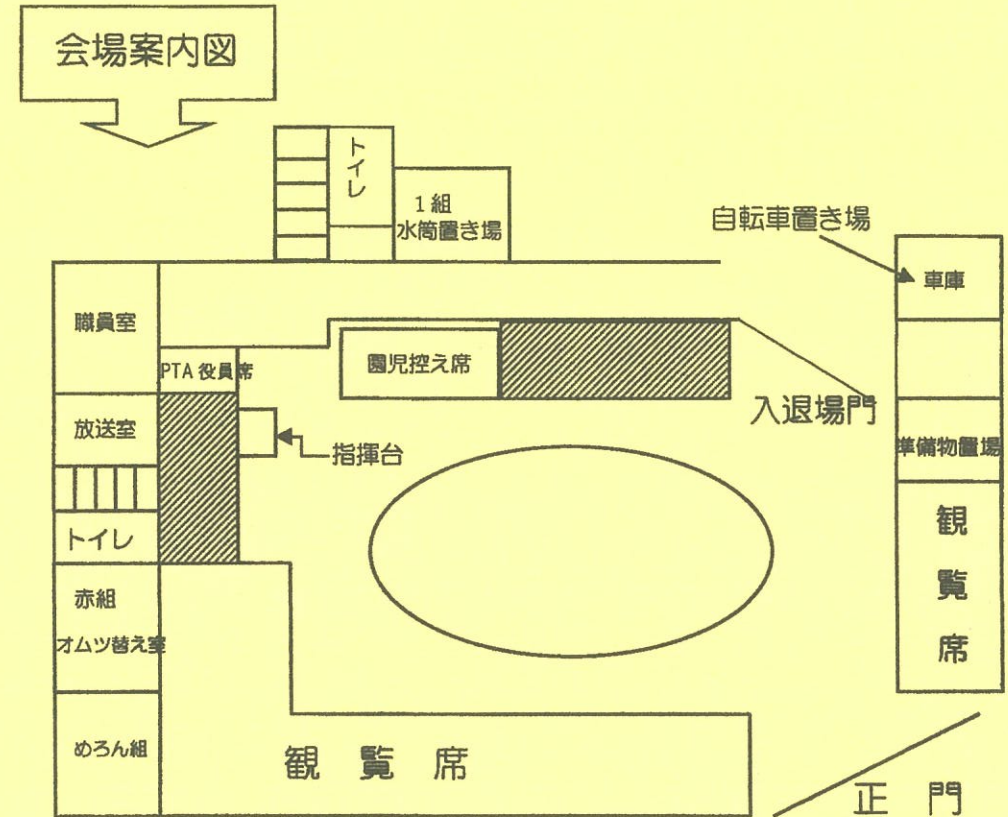 会場案内図
トイレ
1組
水筒置き場
自転車置き場
車庫
職員室
園児控え席
PTA役員席
入退場門
放送室
指揮台
準備物置場
トイレ
観覧席
赤組
オムツ替え室
めろん組
観覧席
正門